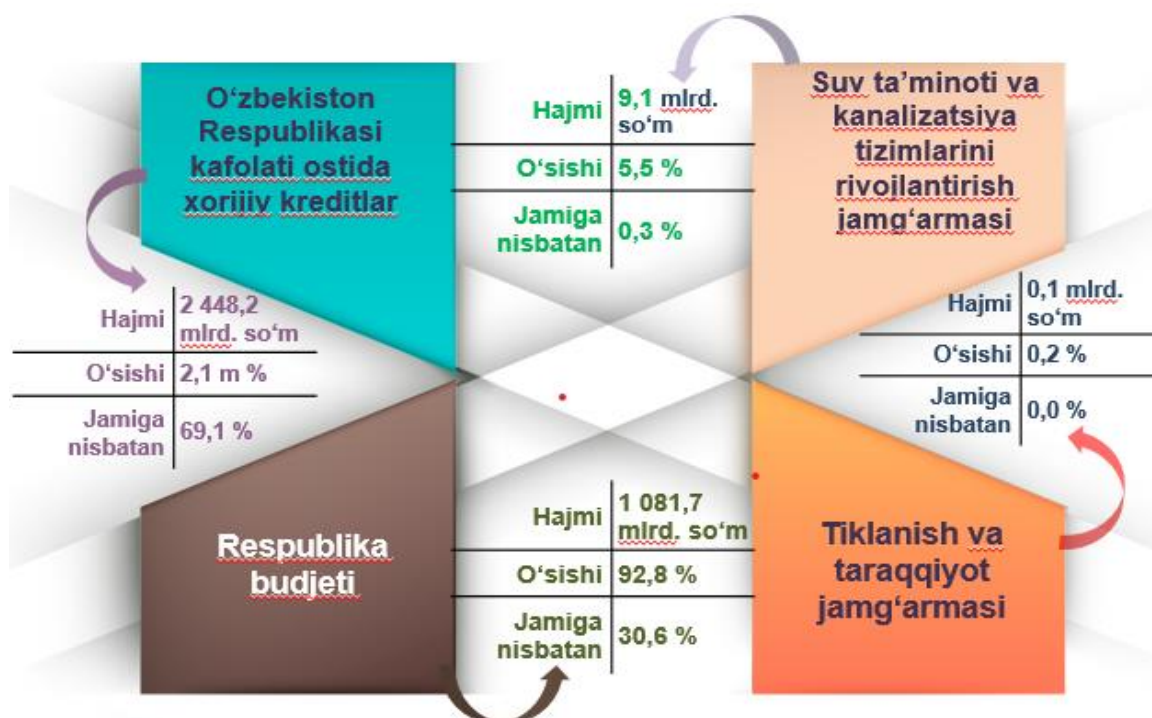 O‘zbekiston
Respublikasi
kafolati ostida
xorijiy kreditlar
Hajmi 2 448,2
mlrd. so‘m
O‘sishi 2,1 m %
Jamiga
nisbatan 69,1 %
Hajmi 9,1 mlrd.
so‘m
O‘sishi 5,5 %
Jamiga
nisbatan 0,3 %
Suv ta’minoti va
kanalizatsiya
tizimlarini
rivojlantirish
jamg‘armasi
Hajmi 0,1 mlrd.
so‘m
O‘sishi 0,2 %
Jamiga
nisbatan 0,0 %
Respublika
budjeti
Hajmi 1 081,7
mlrd. so‘m
O‘sishi 92,8 %
Jamiga
nisbatan 30,6 %
Tiklanish va
taraqqiyot
jamg‘armasi